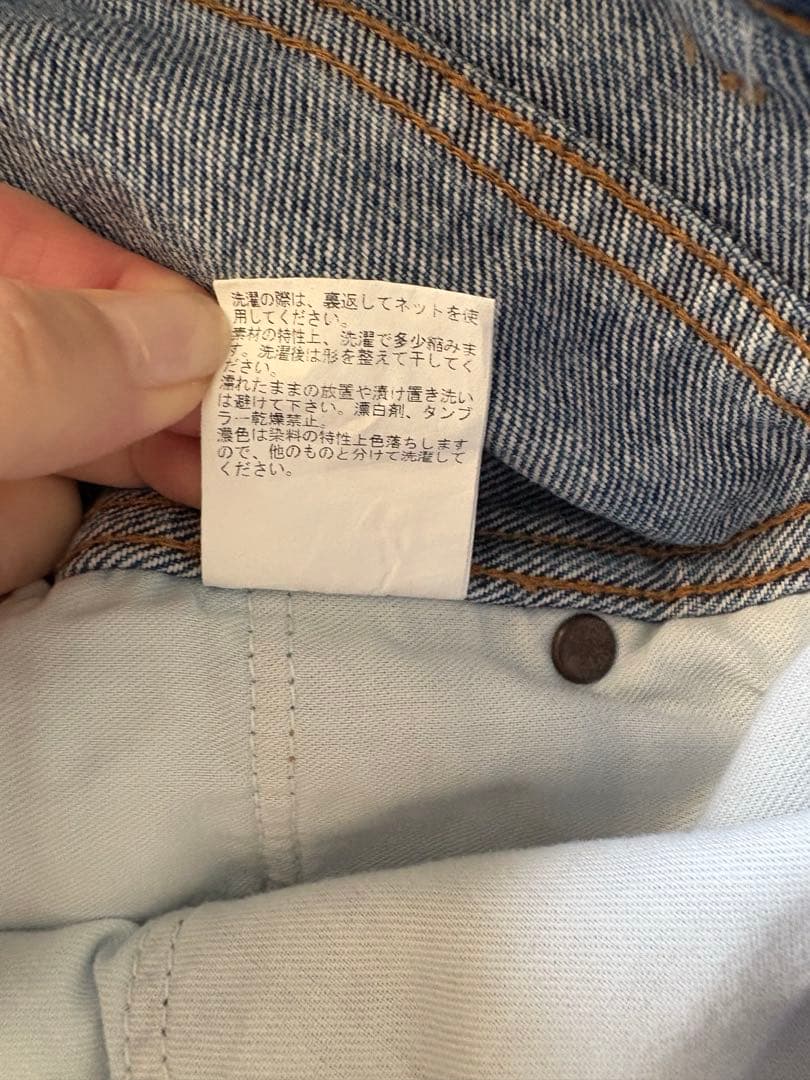 洗濯の際は、裏返してネットを使
用してください。
素材の特性上、洗濯で多少縮みま
す。洗濯後は形を整えて干してく
ださい。
濡れたままの放置や漬け置き洗い
は避けて下さい。漂白剤、タンブ
ラー乾燥禁止。
濃色は染料の特性上色落ちします
ので、他のものと分けて洗濯して
ください。